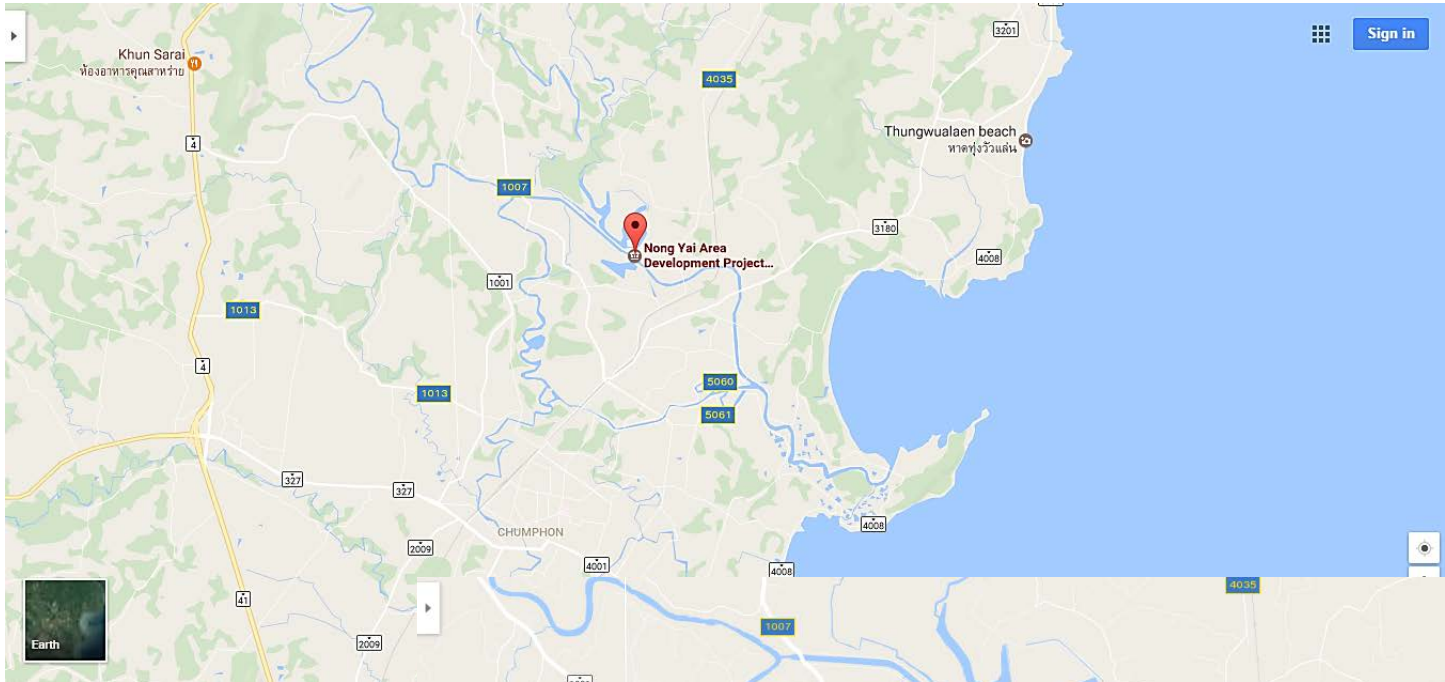 3201
Sign in
Khun Sarai
ห้องอาหารคุณสาหร่าย
4035
Thungwualaen beach
หาดทุ่งวัวแล่น
4
1007
3180
Nong Yai Area
Development Project...
4008
1001
1013
4
1013
5060
5061
327
327
4008
CHUMPHON
2009
4001
4008
4035
41
Earth
1007
2009